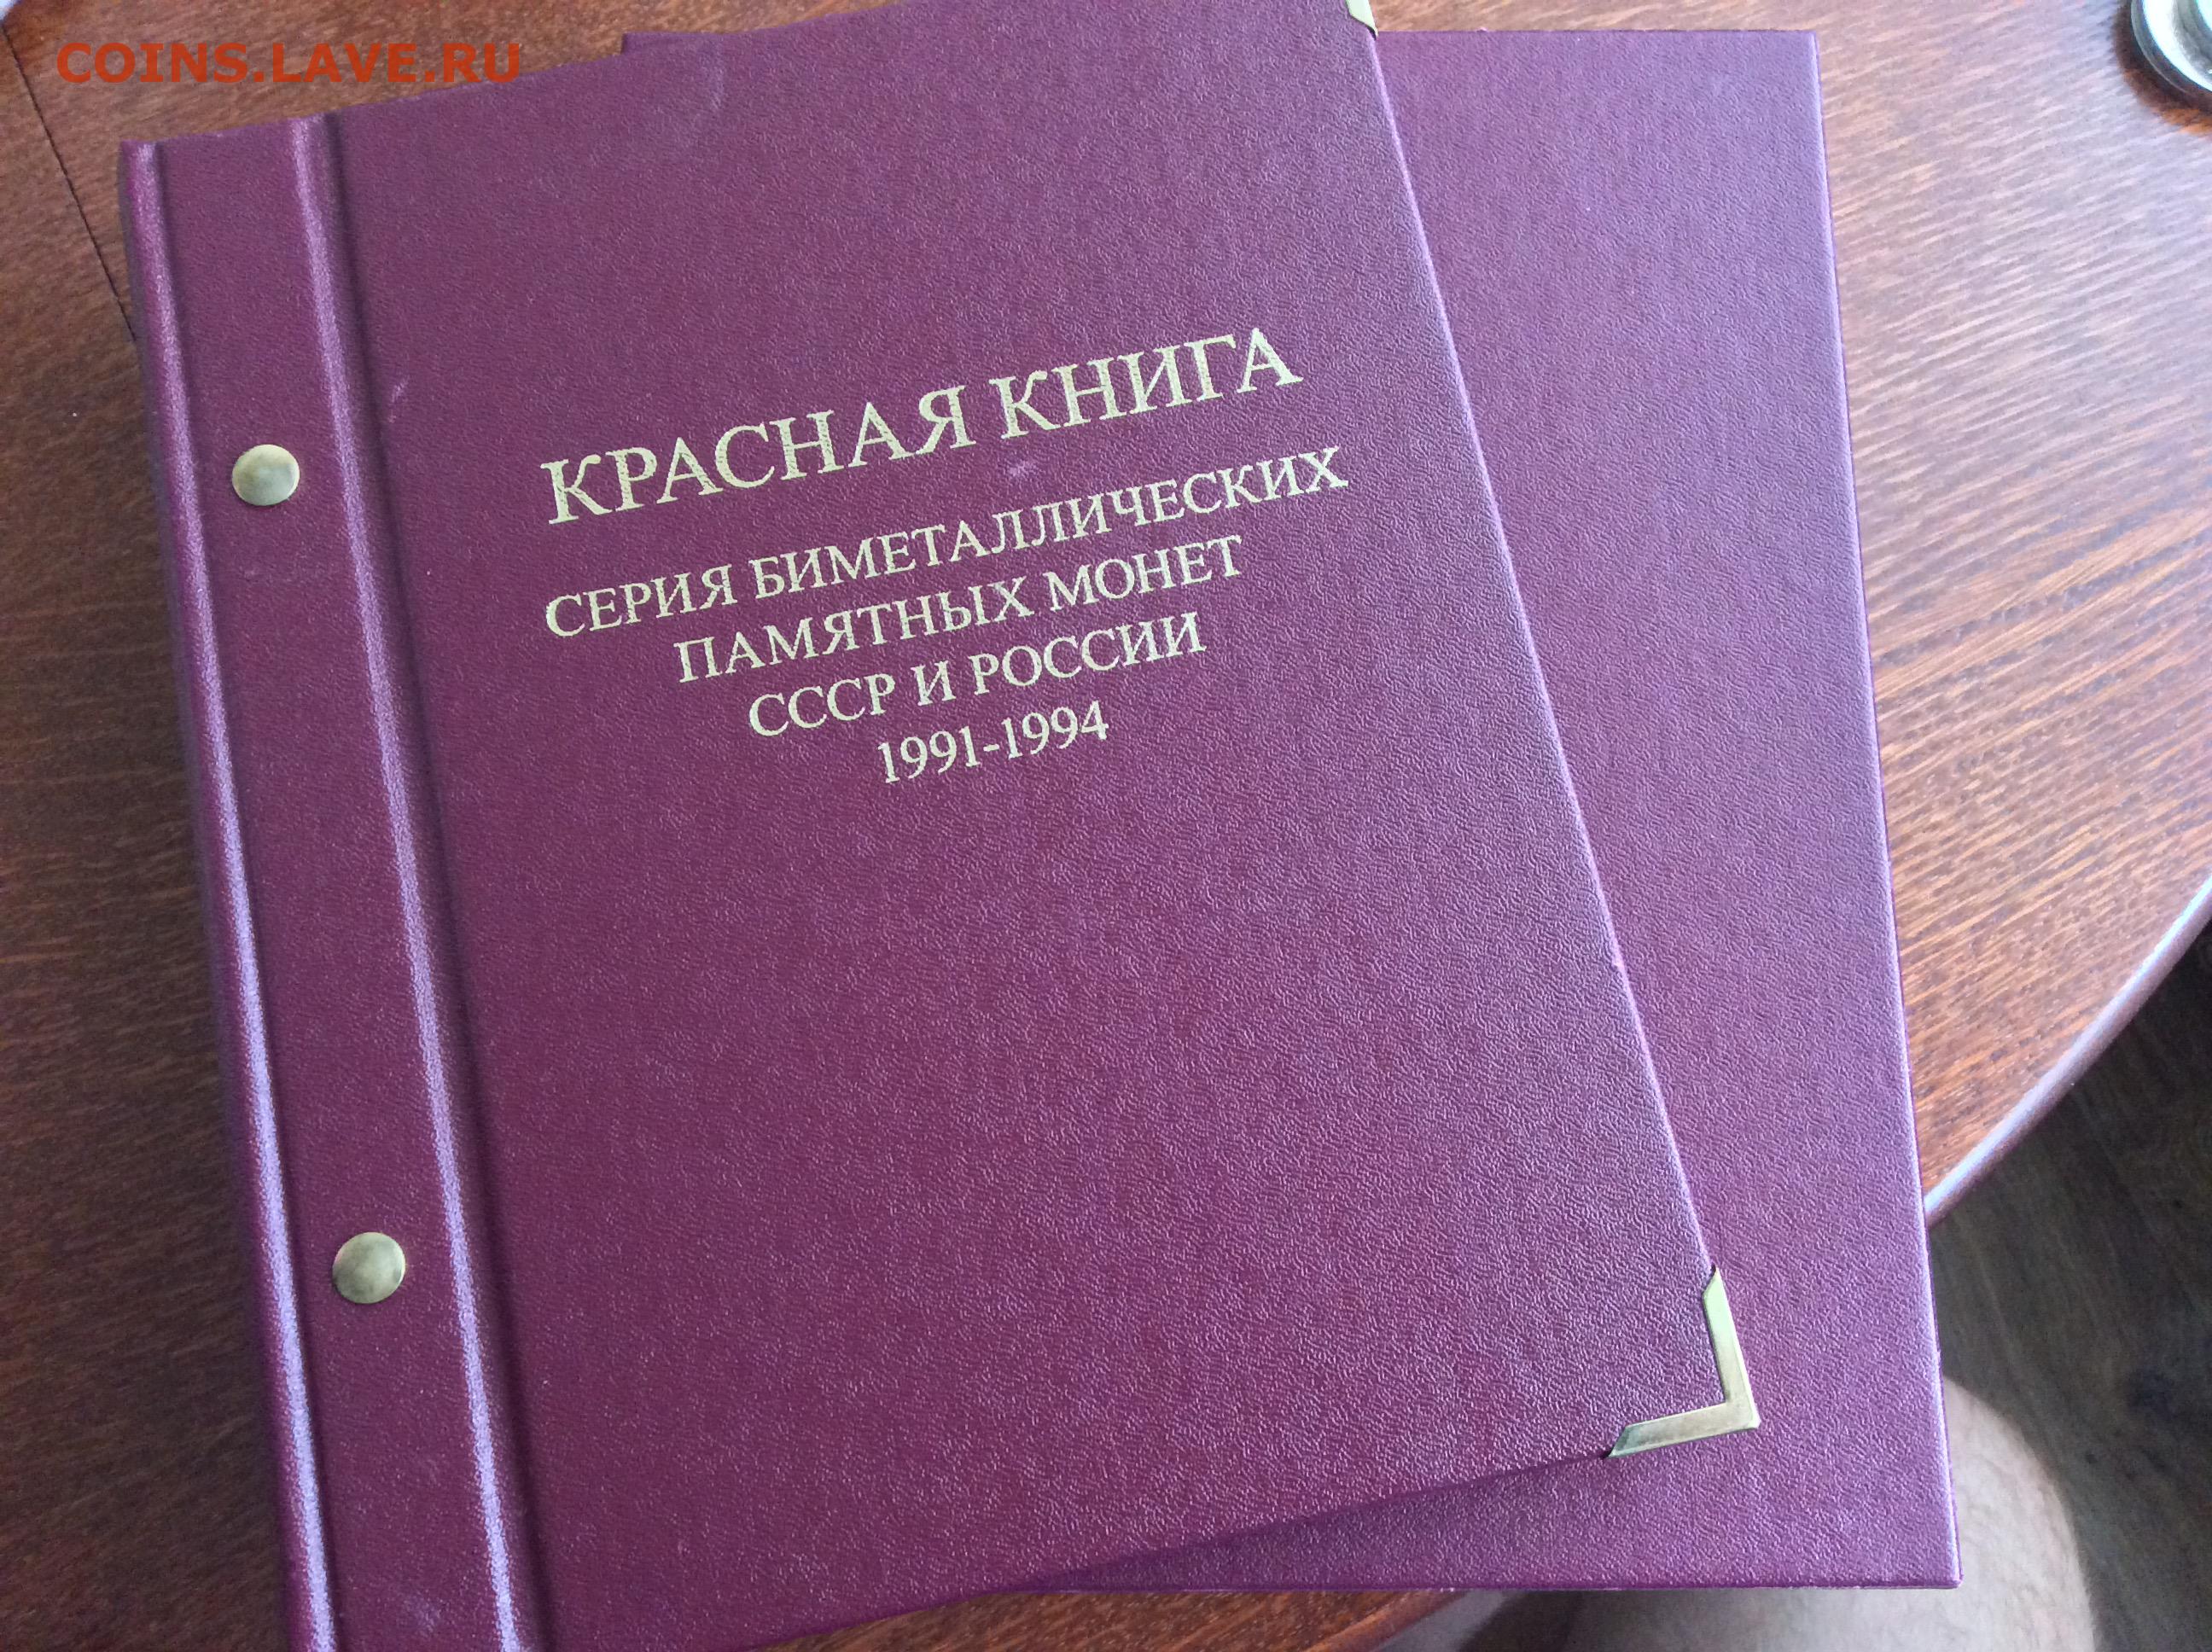 COINS.LAVE.RU
КРАСНАЯ КНИГА
СЕРИЯ БИМЕТАЛЛИЧЕСКИХ
ПАМЯТНЫХ МОНЕТ
СССР И РОССИИ
1991-1994